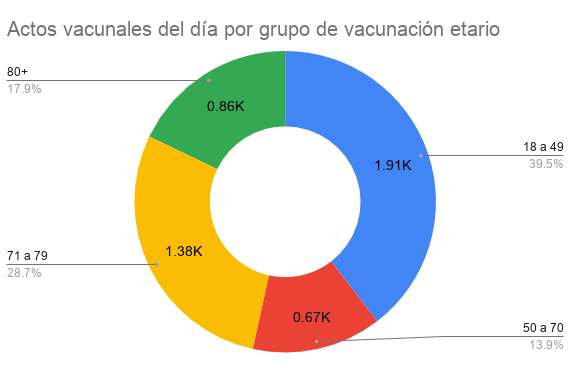 Actos vacunales del día por grupo de vacunación etario
80+
17.9%
0.86K
18 a 49
39.5%
1.91K
71 a 79
28.7%
1.38K
0.67K
50 a 70
13.9%